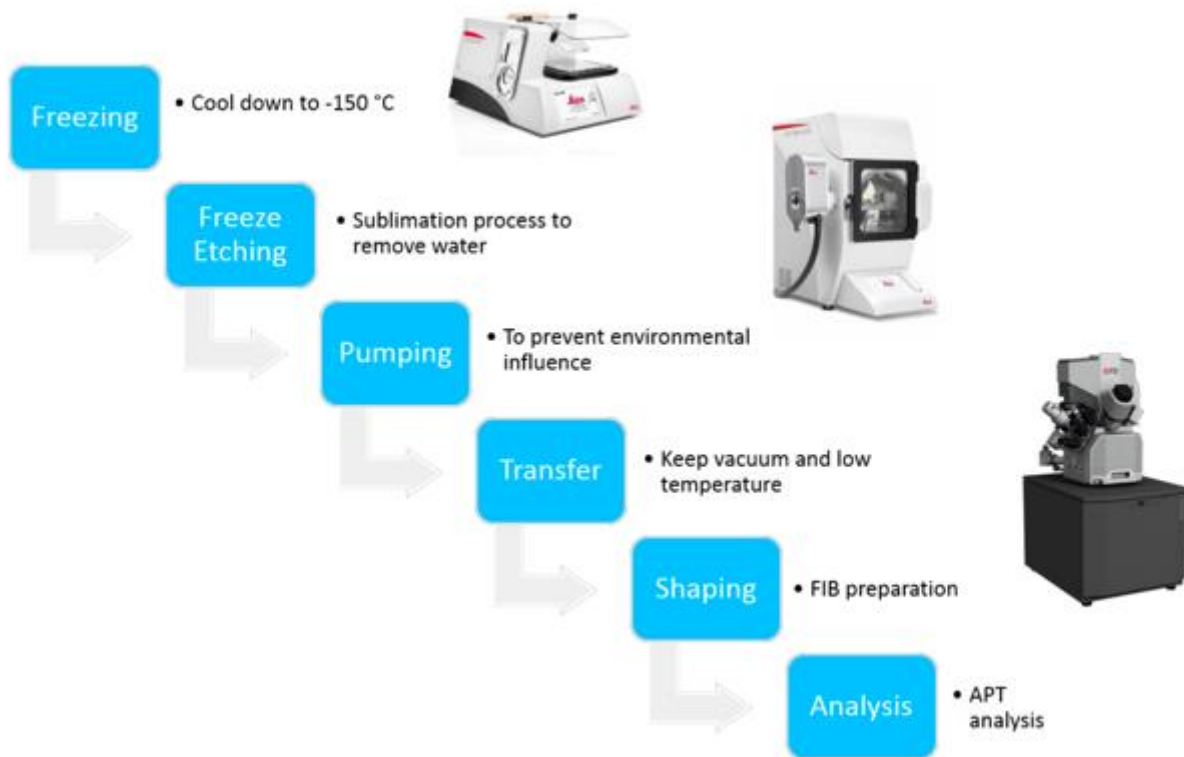 Freezing
• Cool down to -150 °C
Freeze
Etching
• Sublimation process to
remove water
Pumping
• To prevent environmental
influence
Transfer
• Keep vacuum and low
temperature
Shaping
• FIB preparation
Analysis
• APT
analysis